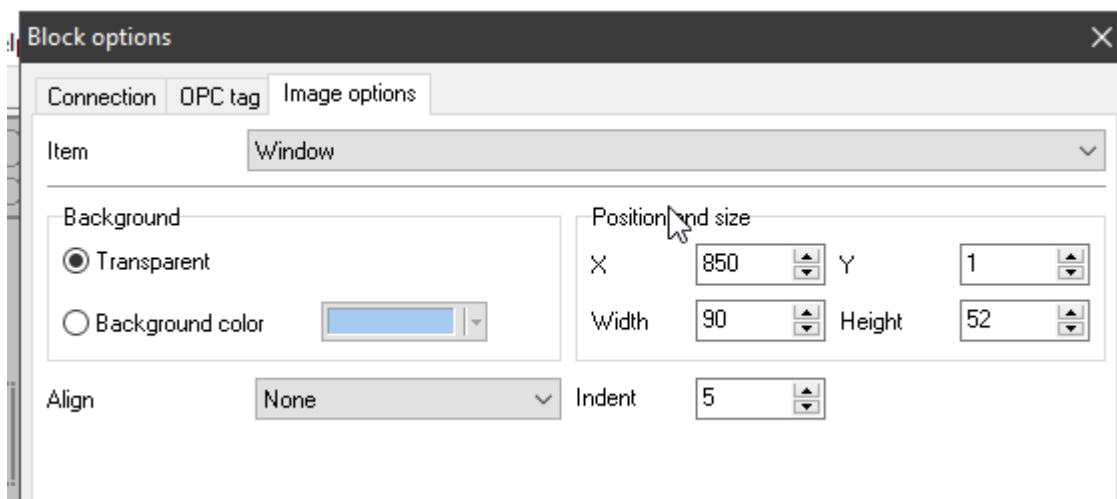 Block options
Connection OPC tag Image options
Item Window
Background Position and size
Transparent X 850 Y 1
Background color Width 90 Height 52
Align None Indent 5